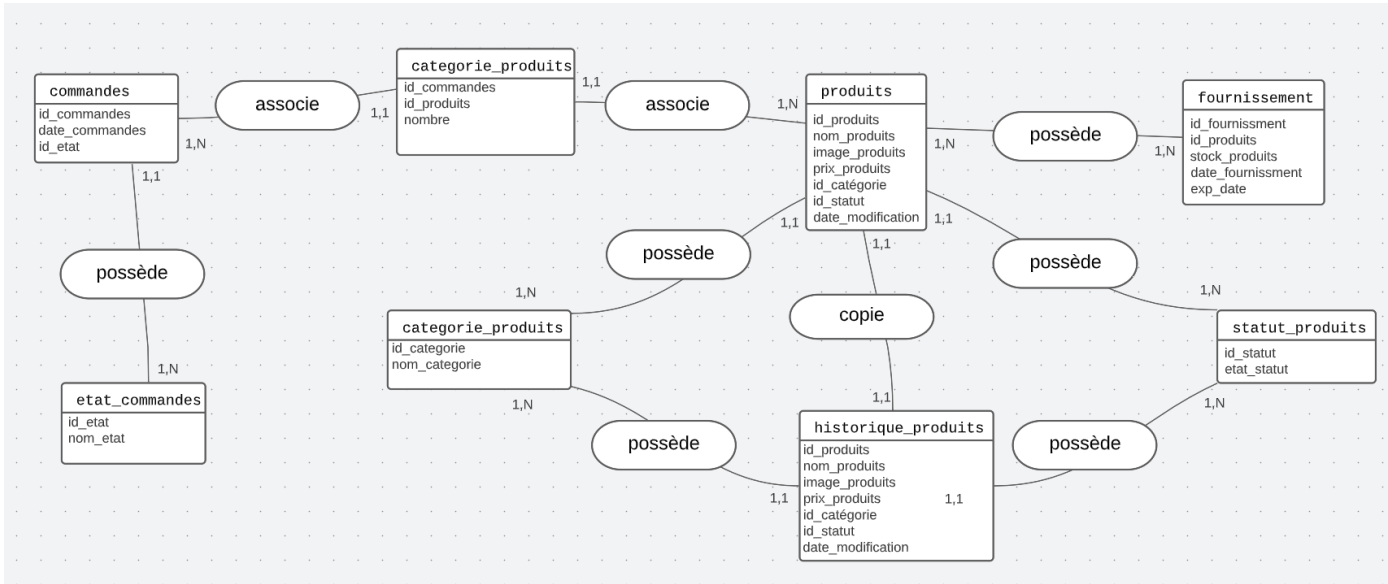 commandes
id_commandes
date_commandes
id_etat
1,N
associe
1,1
categorie_produits
id_commandes
id_produits
nombre
1,1
associe
1,N
produits
id_produits
nom_produits
image_produits
prix_produits
id_catégorie
id_statut
date_modification
1,N
possède
1,N
fournissement
id_fournissment
id_produits
stock_produits
date_fournissment
exp_date
1,1
possède
1,N
etat_commandes
id_etat
nom_etat
1,1
possède
1,N
categorie_produits
id_categorie
nom_categorie
1,1
copie
1,1
1,1
possède
1,N
statut_produits
id_statut
etat_statut
1,N
possède
1,1
historique_produits
id_produits
nom_produits
image_produits
prix_produits
id_catégorie
id_statut
date_modification
1,1
possède
1,N